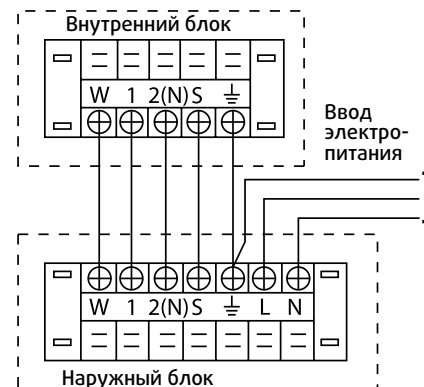 Внутренний блок
W 1 2(N) S ⏚
Ввод
электро-
питания
W 1 2(N) S ⏚ L N
Наружный блок